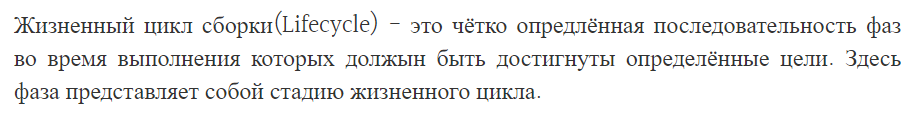 Жизненный цикл сборки(Lifecycle) – это чётко опредлённая последовательность фаз
во время выполнения которых должын быть достигнуты определённые цели. Здесь
фаза представляет собой стадию жизненного цикла.